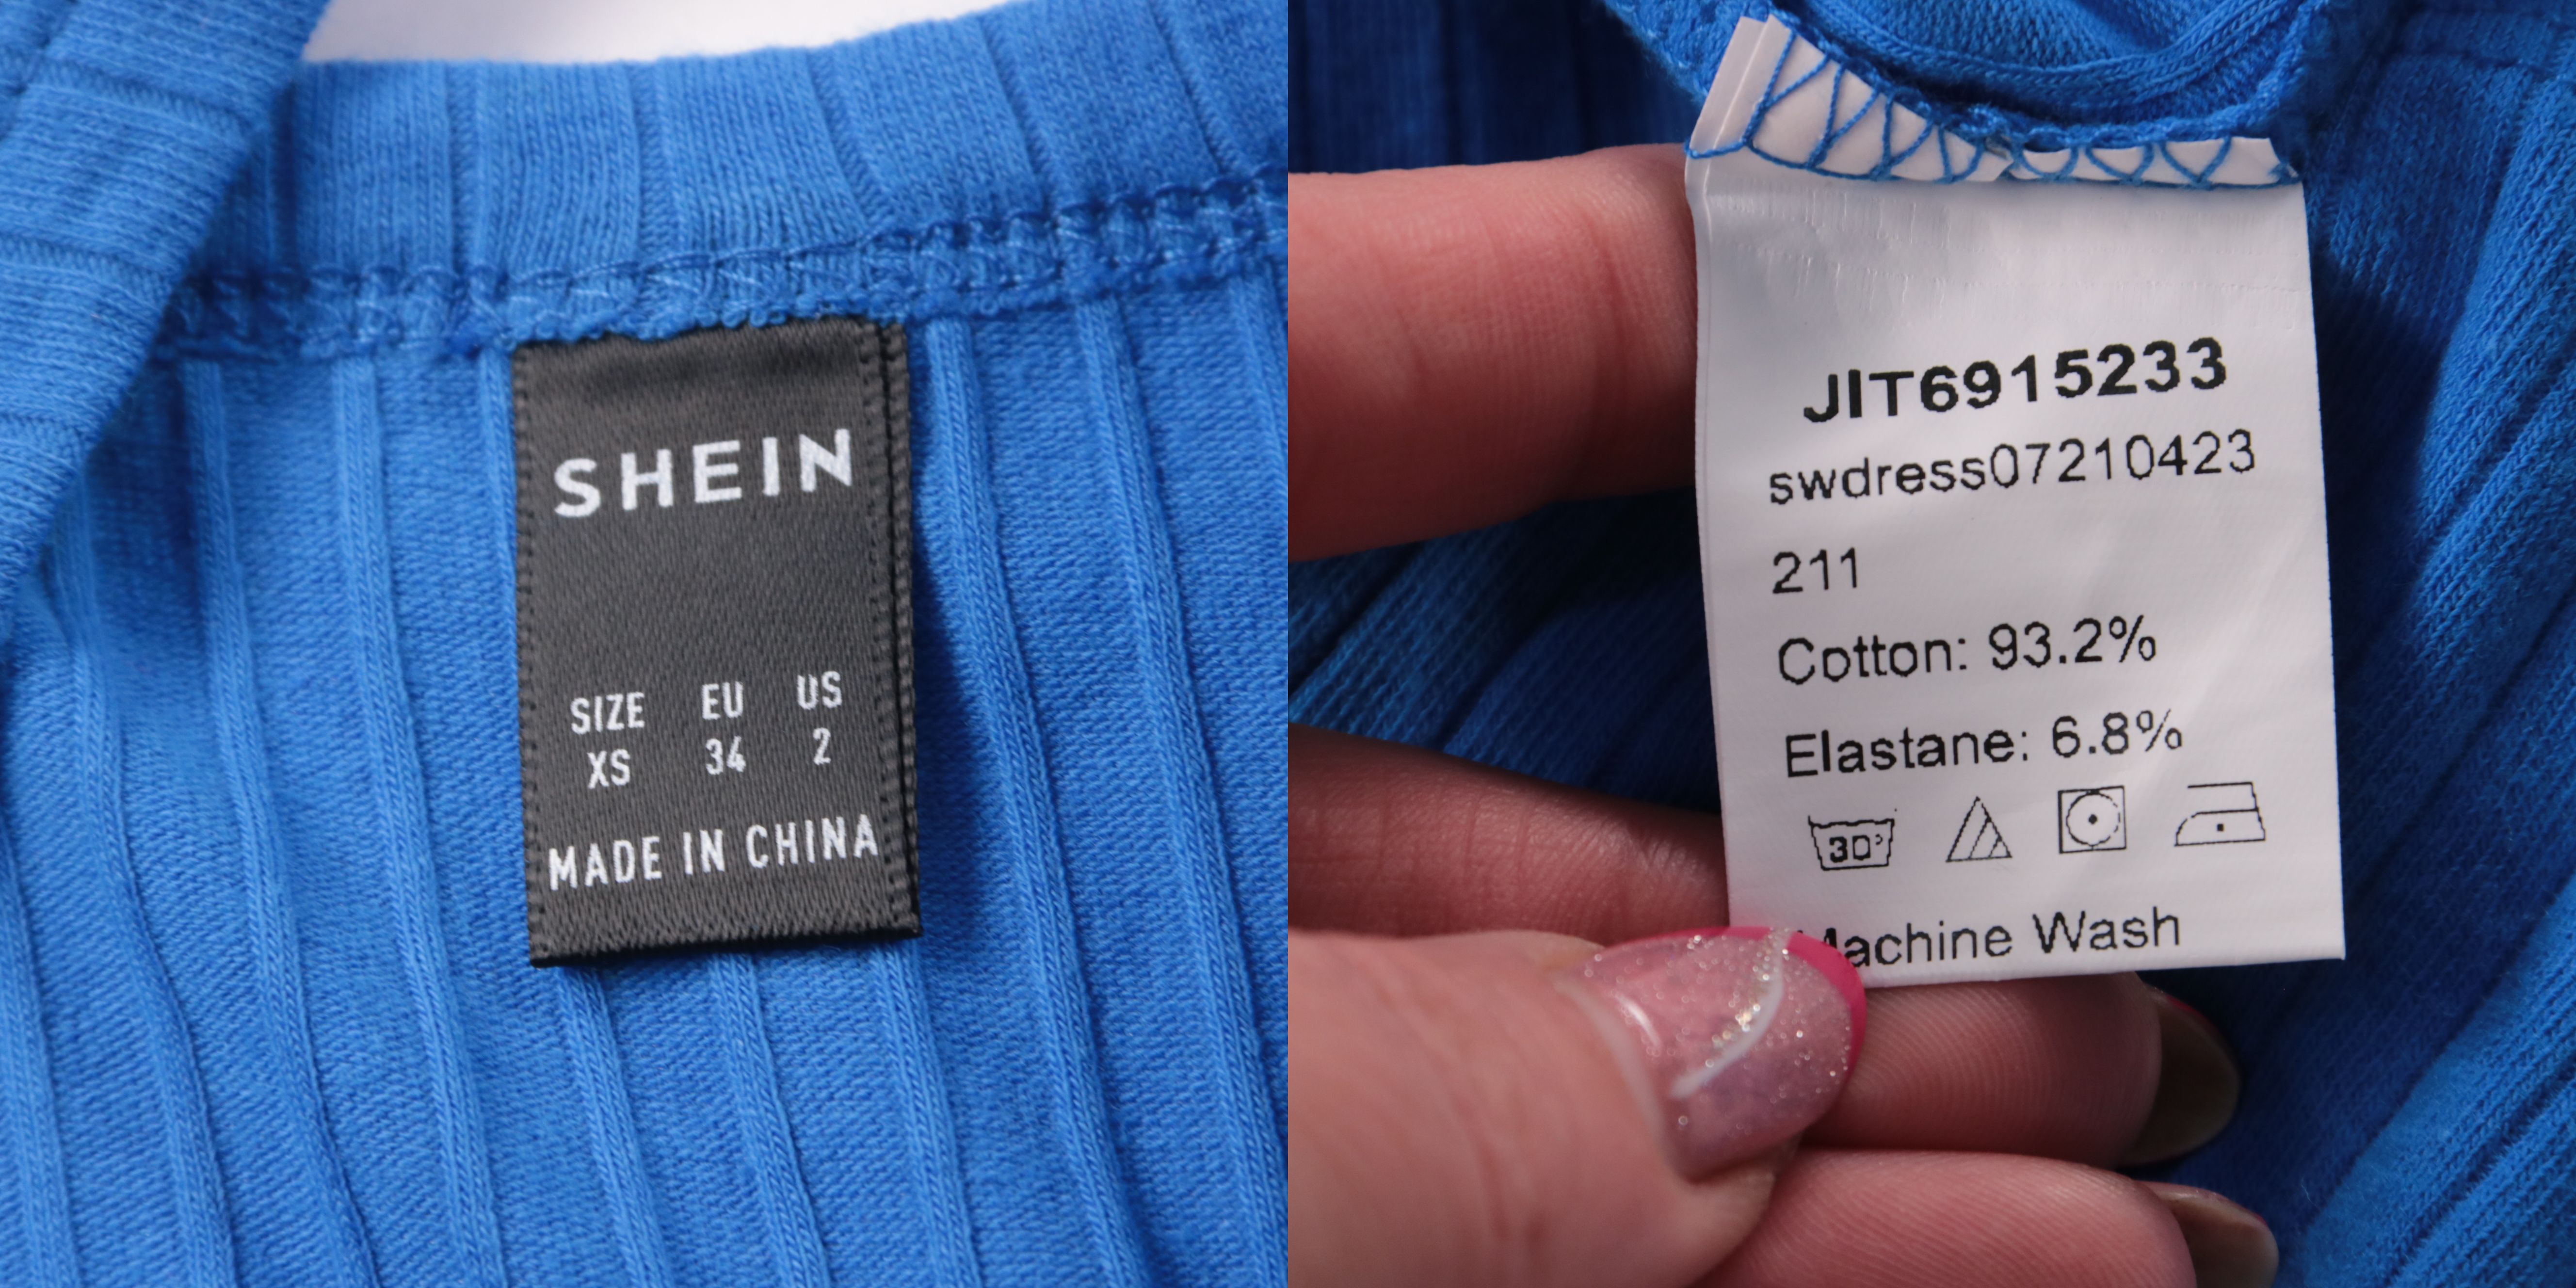 SHEIN
SIZE EU US
XS 34 2
MADE IN CHINA
JIT6915233
swdress07210423
211
Cotton: 93.2%
Elastane: 6.8%
30°
Machine Wash